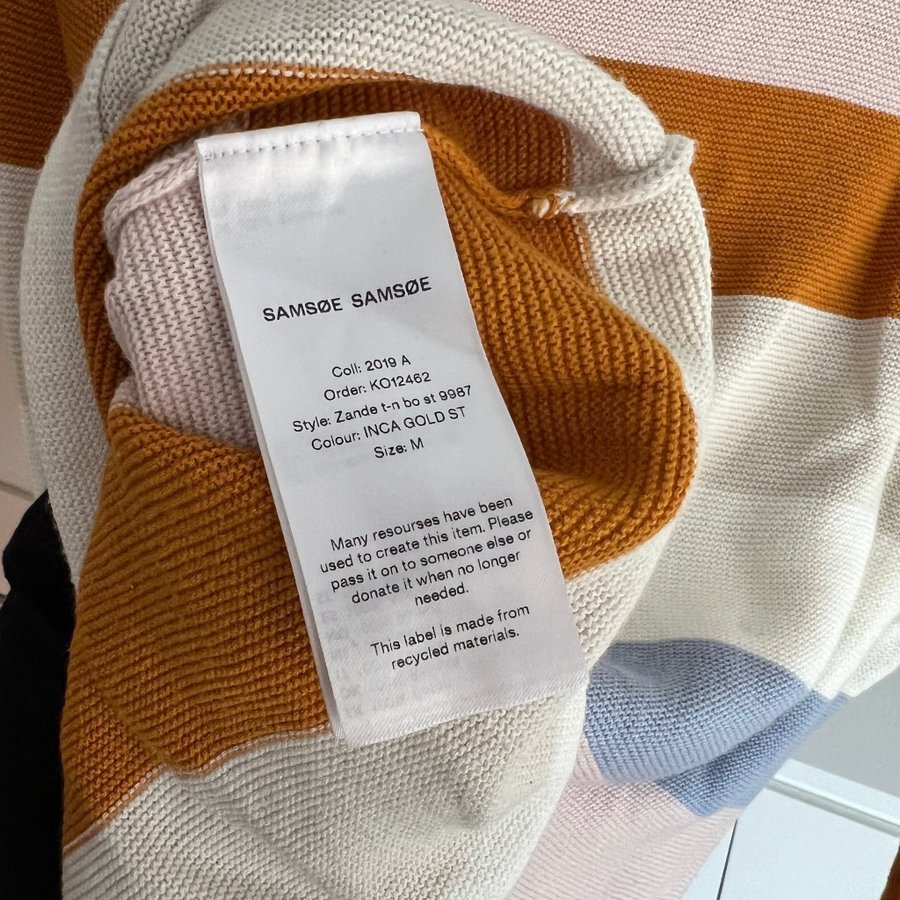 SAMSØE SAMSØE
Coll: 2019 A
Order: KO12462
Style: Zande t-n bo st 9987
Colour: INCA GOLD ST
Size: M
Many resourses have been
used to create this item. Please
pass it on to someone else or
donate it when no longer
needed.
This label is made from
recycled materials.